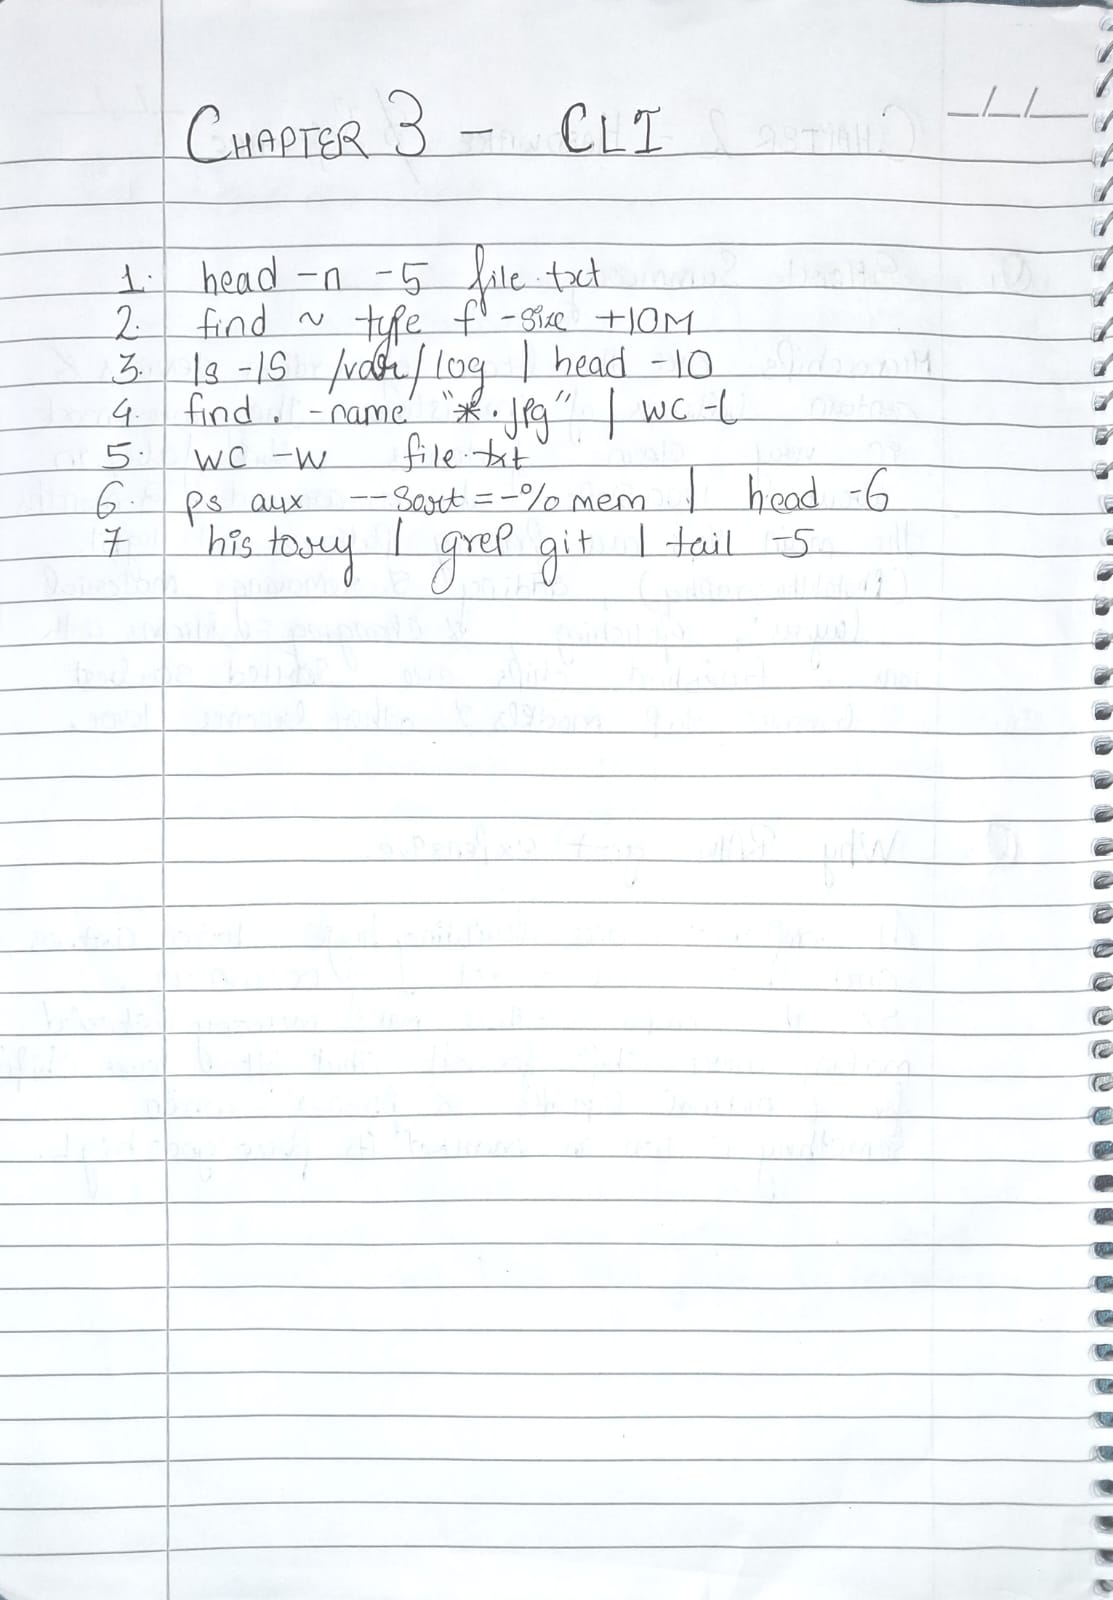 CHAPTER 3 - CLI
1. head -n -5 file.txt
2. find ~ type f -size +10M
3. ls -lS /var/log | head -10
4. find . -name "*.jpg" | wc -l
5. wc -w file.txt
6. ps aux --sort=-%mem | head -6
7 history | grep git | tail -5